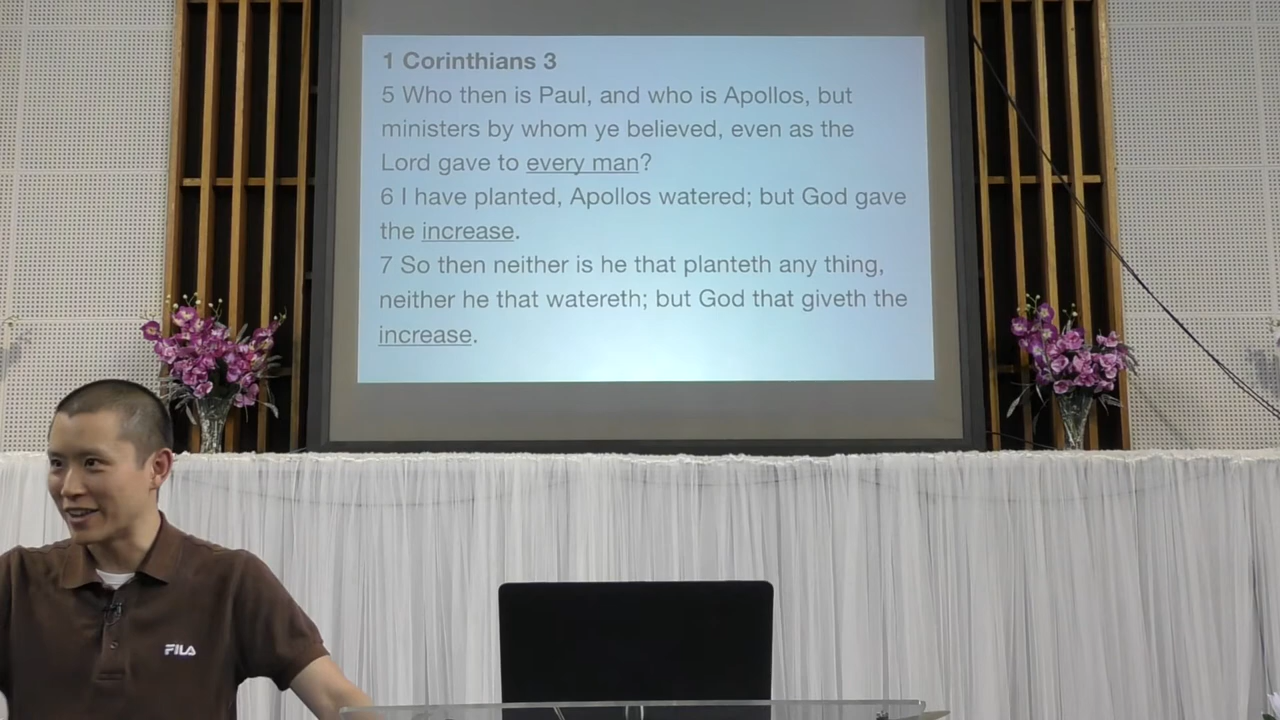 1 Corinthians 3
5 Who then is Paul, and who is Apollos, but
ministers by whom ye believed, even as the
Lord gave to every man?
6 I have planted, Apollos watered; but God gave
the increase.
7 So then neither is he that planteth any thing,
neither he that watereth; but God that giveth the
increase.
FILA